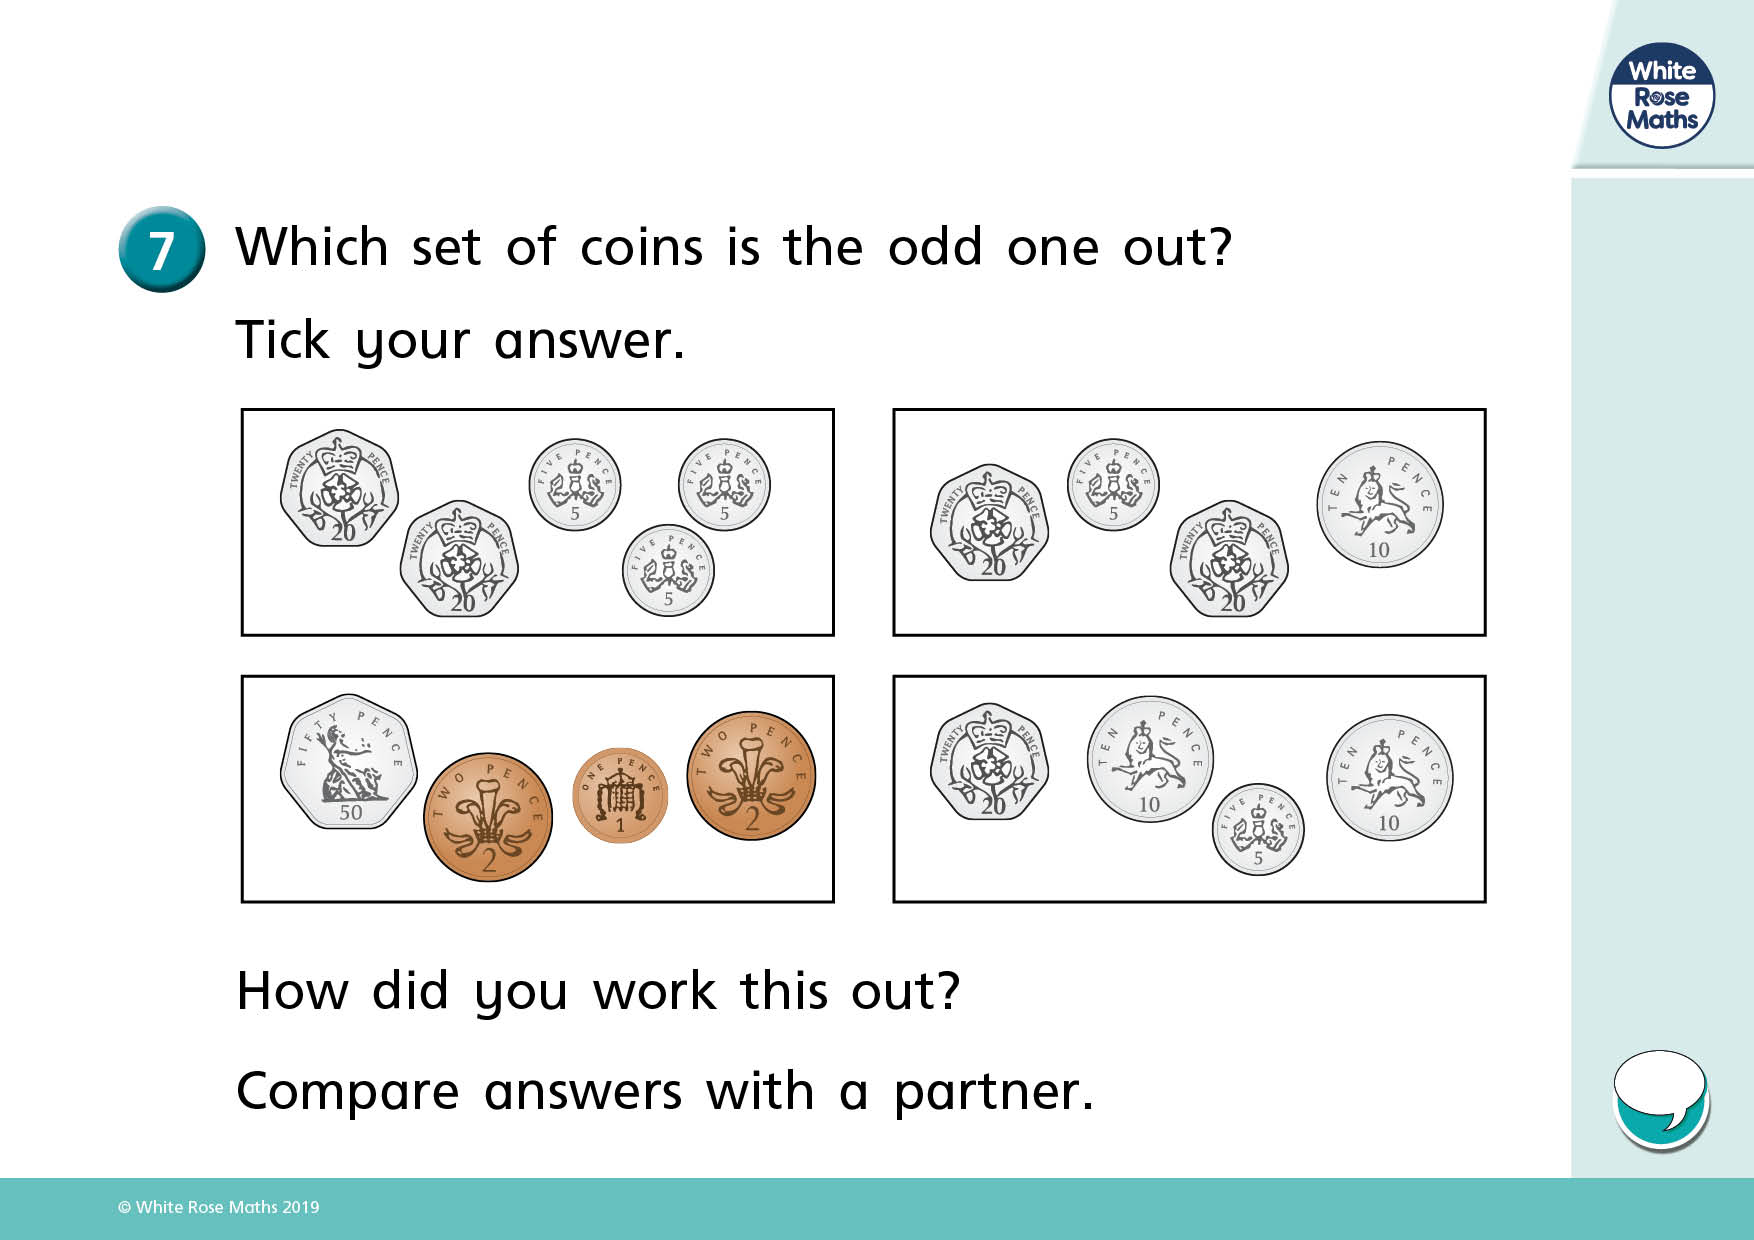 White
Rose
Maths
7
Which set of coins is the odd one out?
Tick your answer.
TWENTY PENCE
20
TWENTY PENCE
20
FIVE PENCE
5
FIVE PENCE
5
FIVE PENCE
5
TWENTY PENCE
20
FIVE PENCE
5
TWENTY PENCE
20
TEN PENCE
10
FIFTY PENCE
50
TWO PENCE
2
ONE PENCE
1
TWO PENCE
2
TWENTY PENCE
20
TEN PENCE
10
FIVE PENCE
5
TEN PENCE
10
How did you work this out?
Compare answers with a partner.
© White Rose Maths 2019